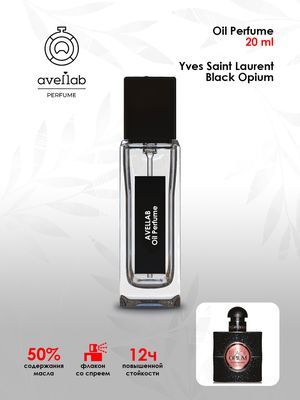 avellab
PERFUME
Oil Perfume
20 ml
Yves Saint Laurent
Black Opium
AVELLAB
Oil Perfume
50%
содержания
масла
флакон
со спреем
12ч
повышенной
стойкости
OPIUM